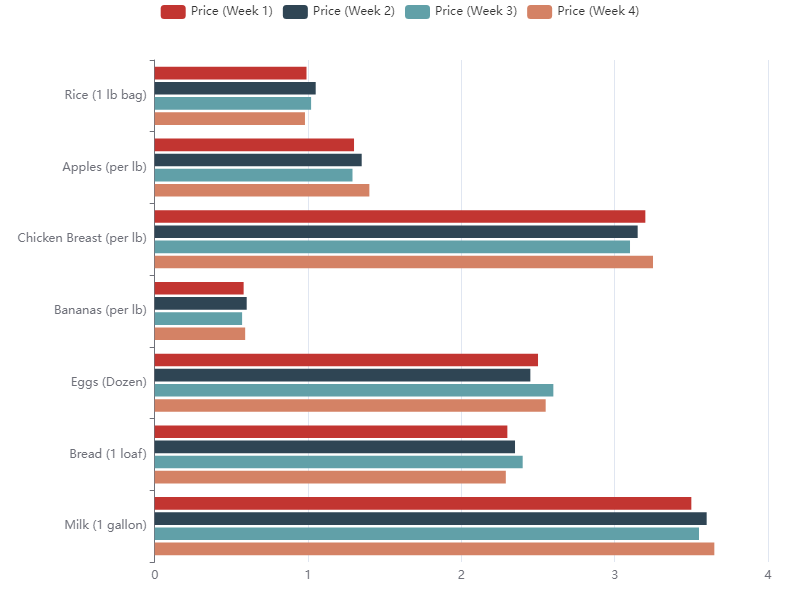 Price (Week 1) Price (Week 2) Price (Week 3) Price (Week 4)
Rice (1 lb bag)
Apples (per lb)
Chicken Breast (per lb)
Bananas (per lb)
Eggs (Dozen)
Bread (1 loaf)
Milk (1 gallon)
0 1 2 3 4